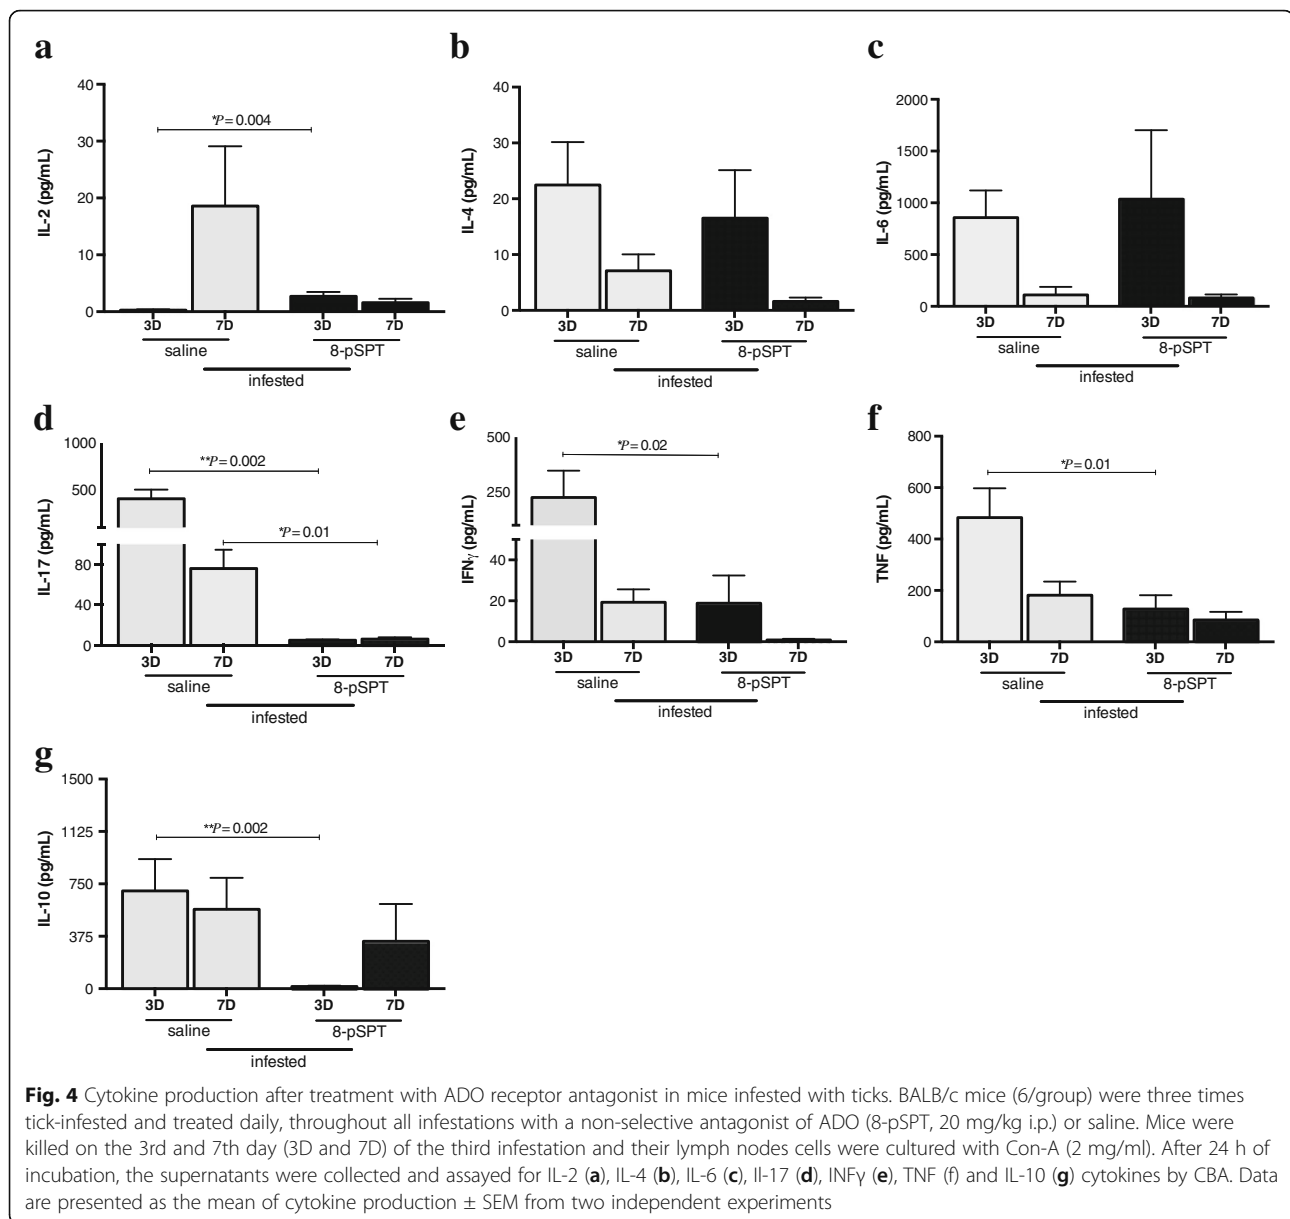 a
b
c
40
30
20
10
0
IL-2 (pg/mL)
*P = 0.004
3D 7D 3D 7D
saline 8-pSPT
infested
40
30
20
10
0
IL-4 (pg/mL)
3D 7D 3D 7D
saline 8-pSPT
infested
2000
1500
1000
500
0
IL-6 (pg/mL)
3D 7D 3D 7D
saline 8-pSPT
infested
d
e
f
1000
500
80
40
0
IL-17 (pg/mL)
**P = 0.002
*P = 0.01
3D 7D 3D 7D
saline 8-pSPT
infested
500
250
40
20
0
IFNγ (pg/mL)
*P = 0.02
3D 7D 3D 7D
saline 8-pSPT
infested
800
600
400
200
0
TNF (pg/mL)
*P = 0.01
3D 7D 3D 7D
saline 8-pSPT
infested
g
1500
1125
750
375
0
IL-10 (pg/mL)
**P = 0.002
3D 7D 3D 7D
saline 8-pSPT
infested
Fig. 4 Cytokine production after treatment with ADO receptor antagonist in mice infested with ticks. BALB/c mice (6/group) were three times
tick-infested and treated daily, throughout all infestations with a non-selective antagonist of ADO (8-pSPT, 20 mg/kg i.p.) or saline. Mice were
killed on the 3rd and 7th day (3D and 7D) of the third infestation and their lymph nodes cells were cultured with Con-A (2 mg/ml). After 24 h of
incubation, the supernatants were collected and assayed for IL-2 (a), IL-4 (b), IL-6 (c), Il-17 (d), INFγ (e), TNF (f) and IL-10 (g) cytokines by CBA. Data
are presented as the mean of cytokine production ± SEM from two independent experiments